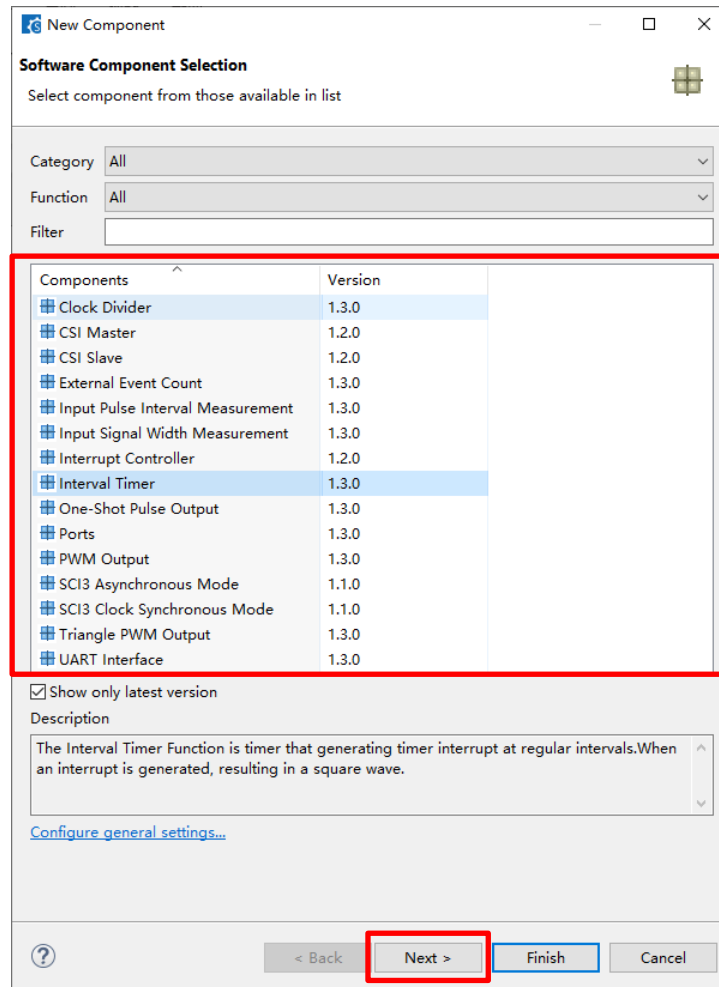 New Component
Software Component Selection
Select component from those available in list
Category All
Function All
Filter
Components Version
Clock Divider 1.3.0
CSI Master 1.2.0
CSI Slave 1.2.0
External Event Count 1.3.0
Input Pulse Interval Measurement 1.3.0
Input Signal Width Measurement 1.3.0
Interrupt Controller 1.2.0
Interval Timer 1.3.0
One-Shot Pulse Output 1.3.0
Ports 1.3.0
PWM Output 1.3.0
SCI3 Asynchronous Mode 1.1.0
SCI3 Clock Synchronous Mode 1.1.0
Triangle PWM Output 1.3.0
UART Interface 1.3.0
Show only latest version
Description
The Interval Timer Function is timer that generating timer interrupt at regular intervals.When
an interrupt is generated, resulting in a square wave.
Configure general settings...
? < Back Next > Finish Cancel